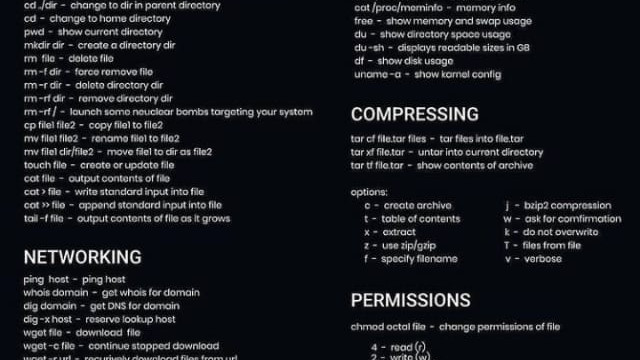 cd ../dir - change to dir in parent directory
cd - change to home directory
pwd - show current directory
mkdir dir - create a directory dir
rm file - delete file
rm -f dir - force remove file
rm -r dir - delete directory dir
rm -rf dir - remove directory dir
rm -rf / - launch some neuclear bombs targeting your system
cp file1 file2 - copy file1 to file2
mv file1 file2 - rename file1 to file2
mv file1 dir/file2 - move file1 to dir as file2
touch file - create or update file
cat file - output contents of file
cat > file - write standard input into file
cat >> file - append standard input into file
tail -f file - output contents of file as it grows
NETWORKING
ping host - ping host
whois domain - get whois for domain
dig domain - get DNS for domain
dig -x host - reserve lookup host
wget file - download file
wget -c file - continue stopped download
wget -r url - recurively download files from url
cat /proc/meminfo - memory info
free - show memory and swap usage
du - show directory space usage
du -sh - displays readable sizes in GB
df - show disk usage
uname -a - show karnel config
COMPRESSING
tar cf file.tar files - tar files into file.tar
tar xf file.tar - untar into current directory
tar tf file.tar - show contents of archive
options:
c - create archive
t - table of contents
x - extract
z - use zip/gzip
f - specify filename
j - bzip2 compression
w - ask for comfirmation
k - do not overwrite
T - files from file
v - verbose
PERMISSIONS
chmod octal file - change permissions of file
4 - read (r)
2 - write (w)